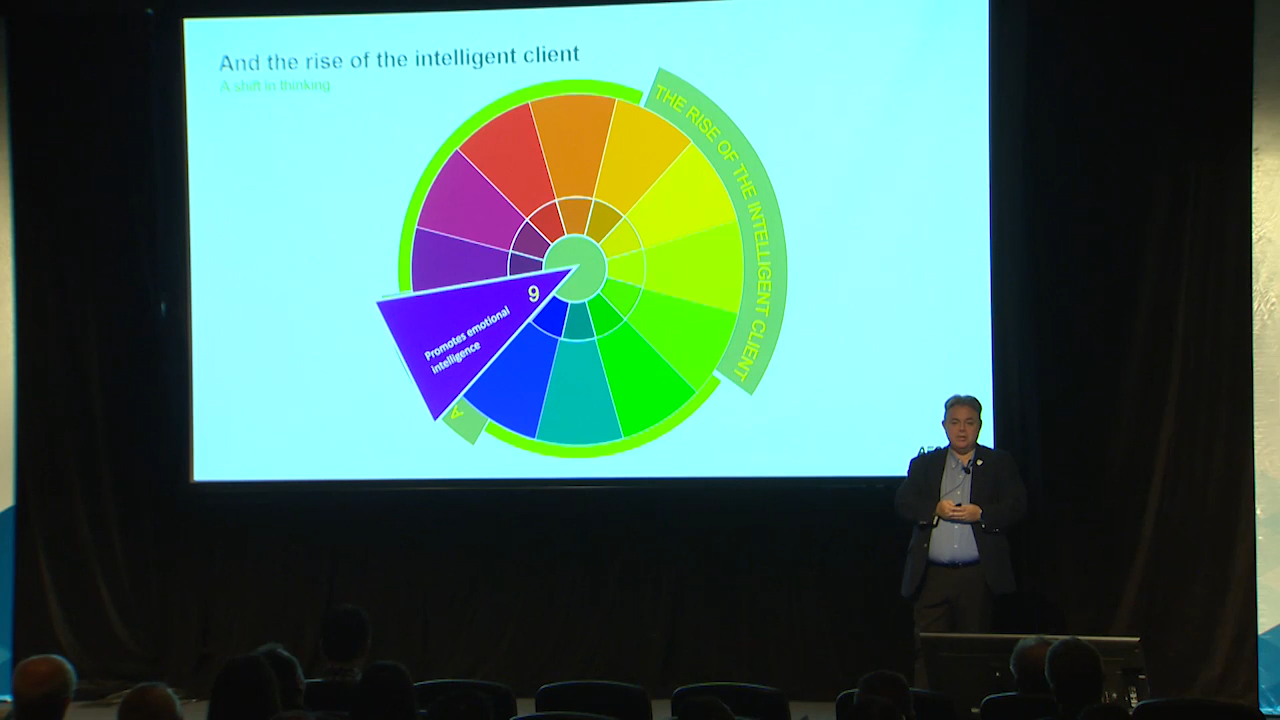 And the rise of the intelligent client
A shift in thinking
THE RISE OF THE INTELLIGENT CLIENT
9
Promotes emotional
intelligence
A